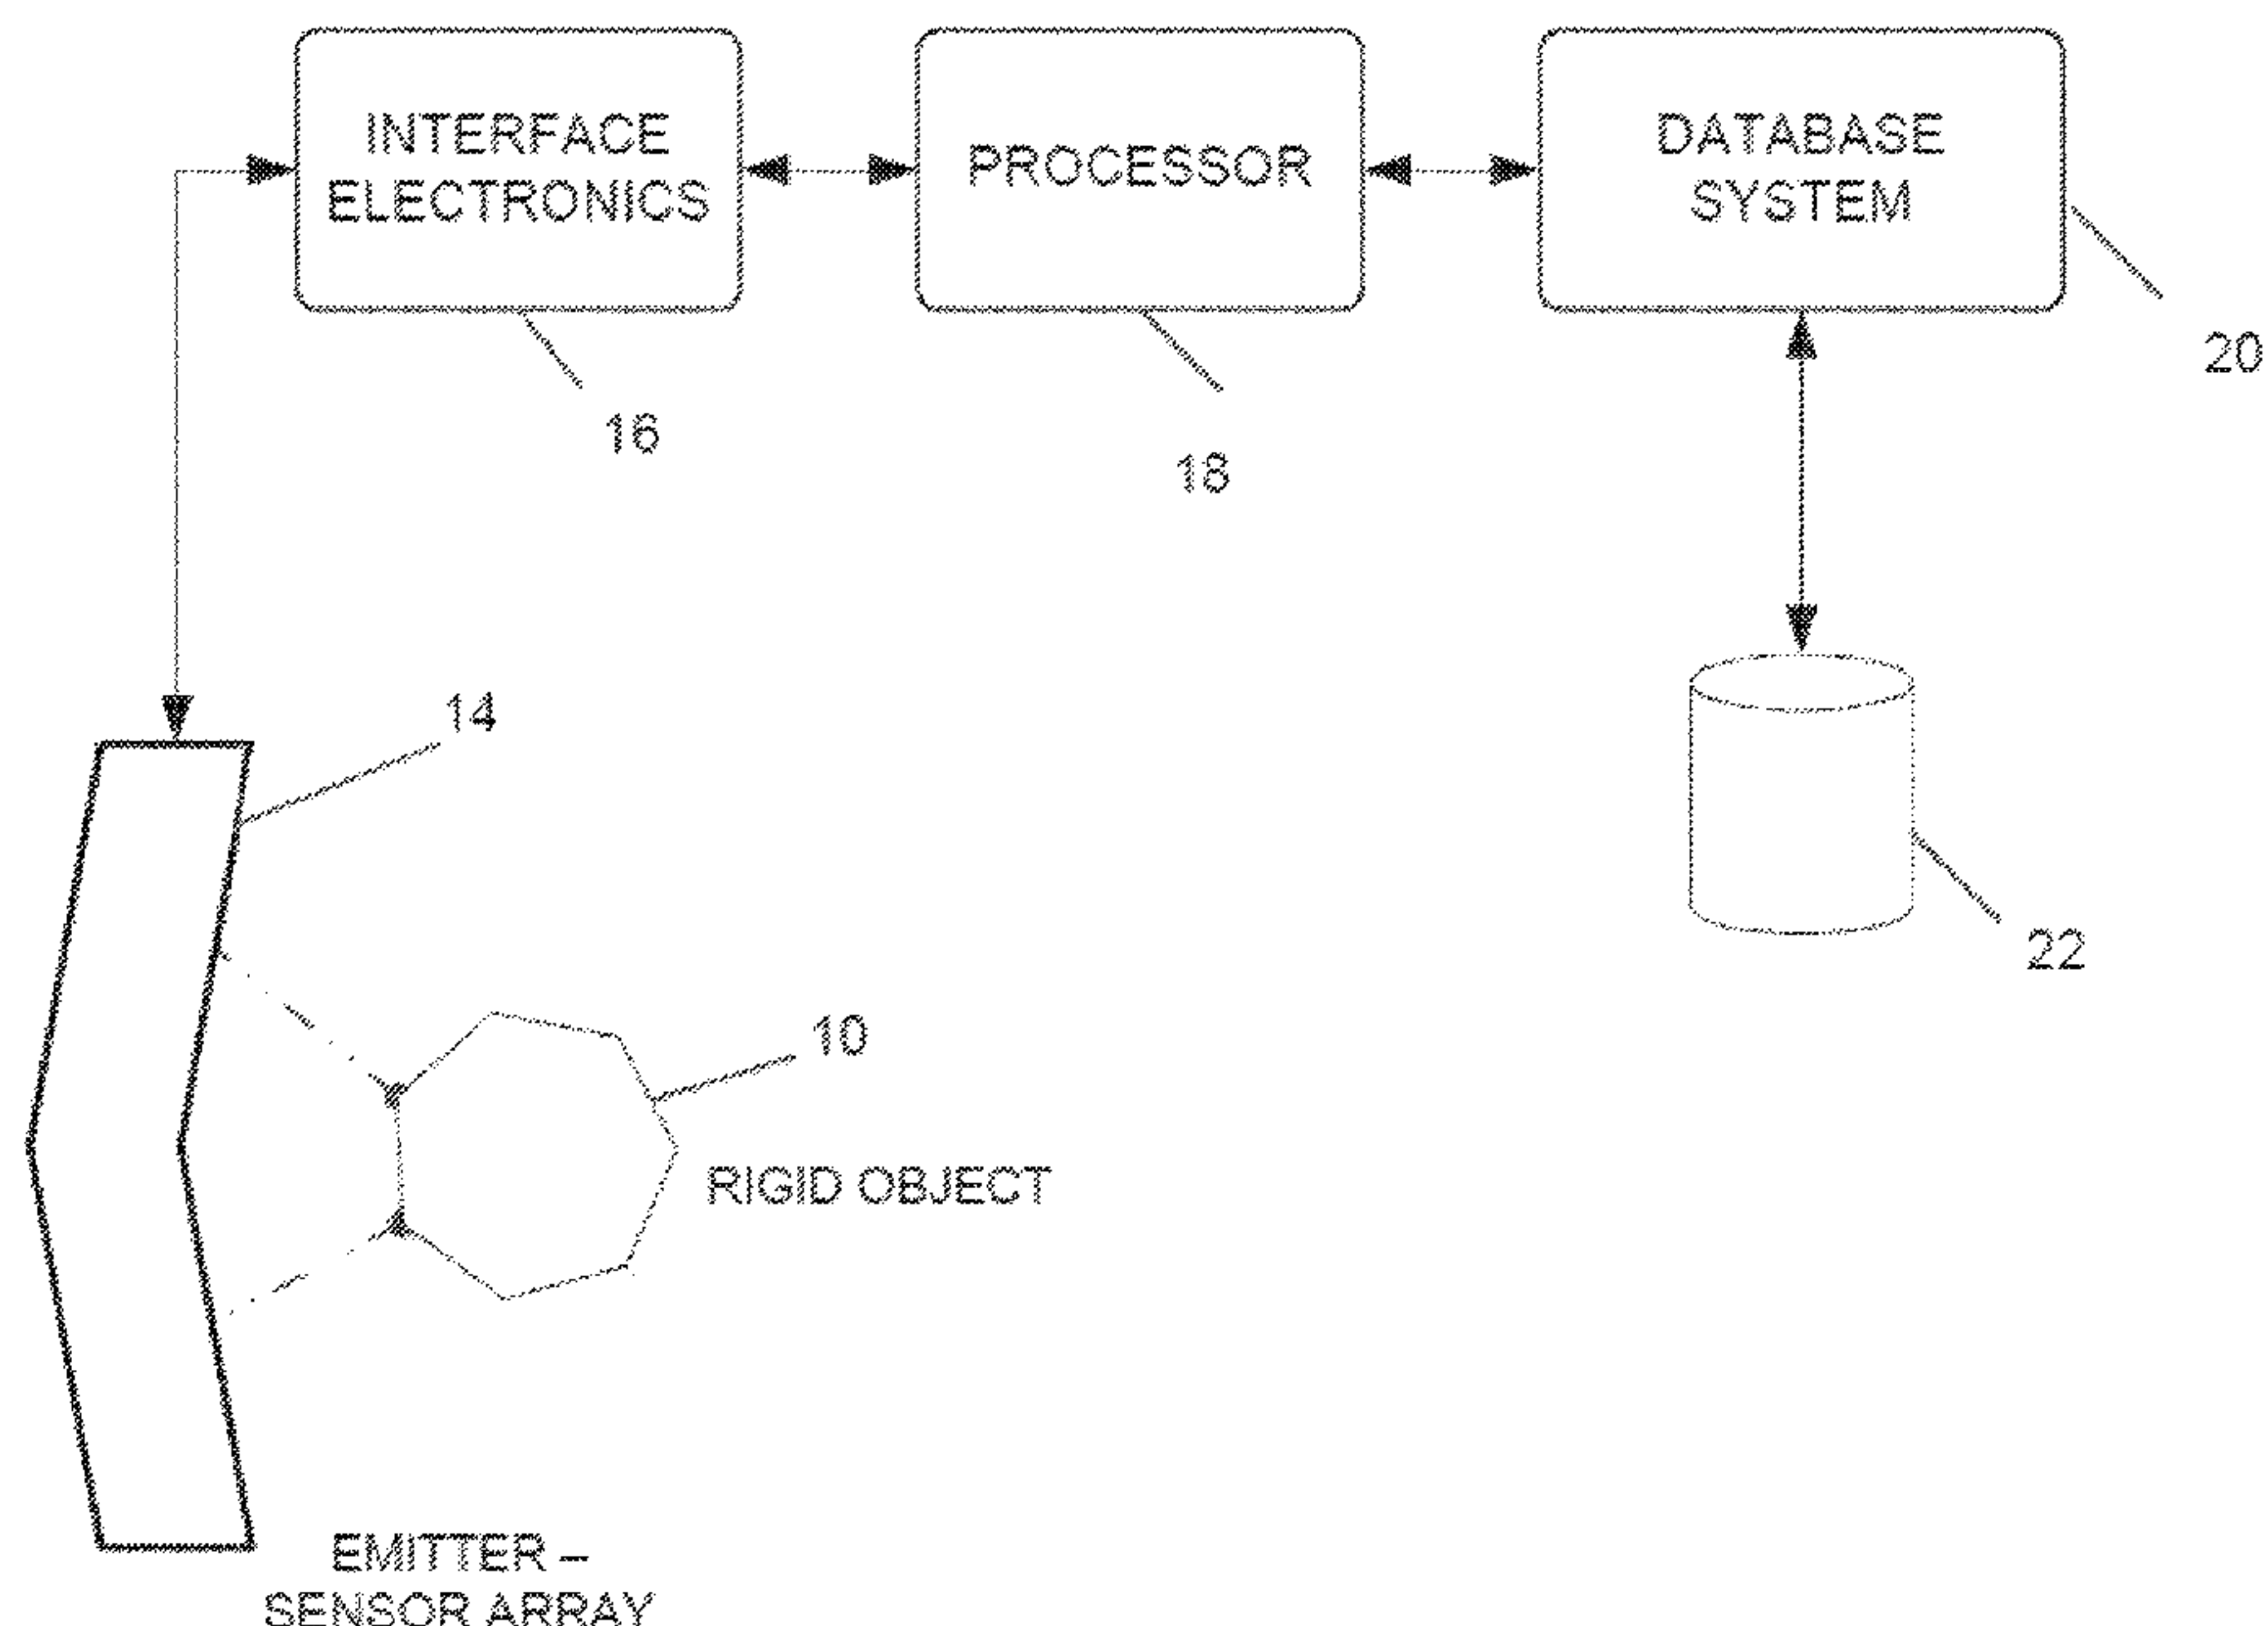 INTERFACE
ELECTRONICS
PROCESSOR
DATABASE
SYSTEM
16
18
20
14
22
10
RIGID OBJECT
EMITTER –
SENSOR ARRAY